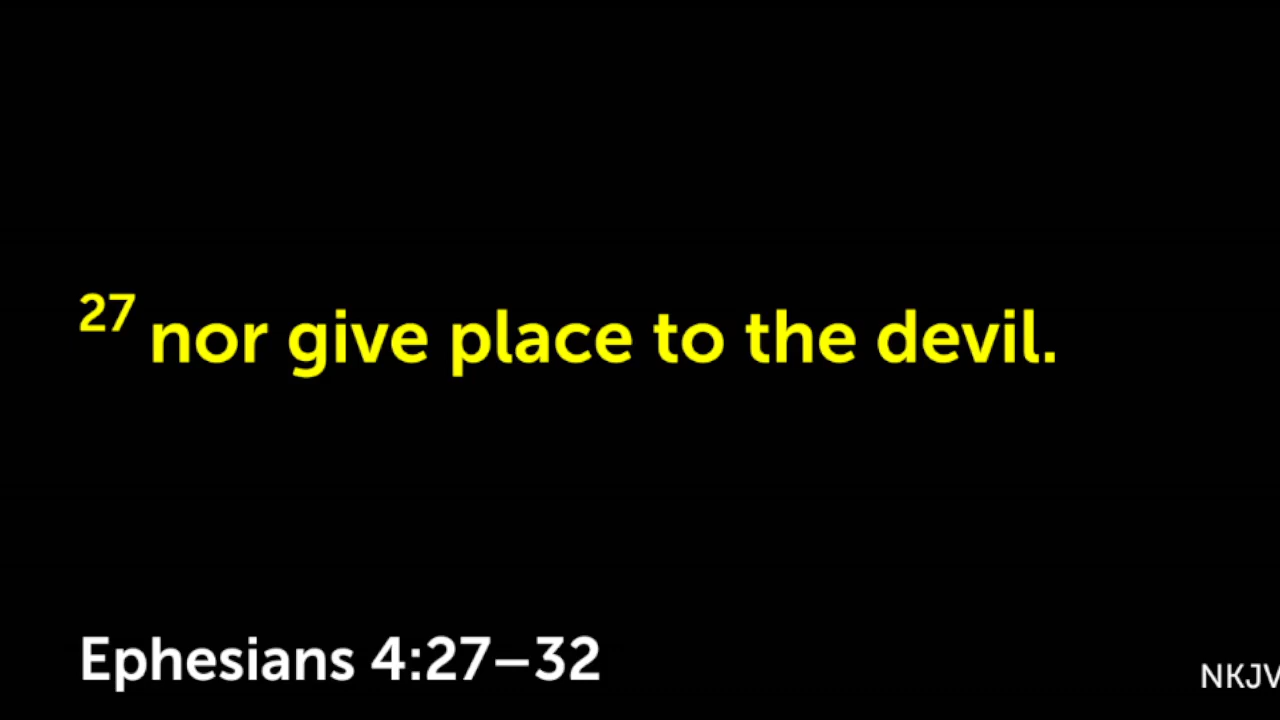 27 nor give place to the devil.
Ephesians 4:27–32
NKJV